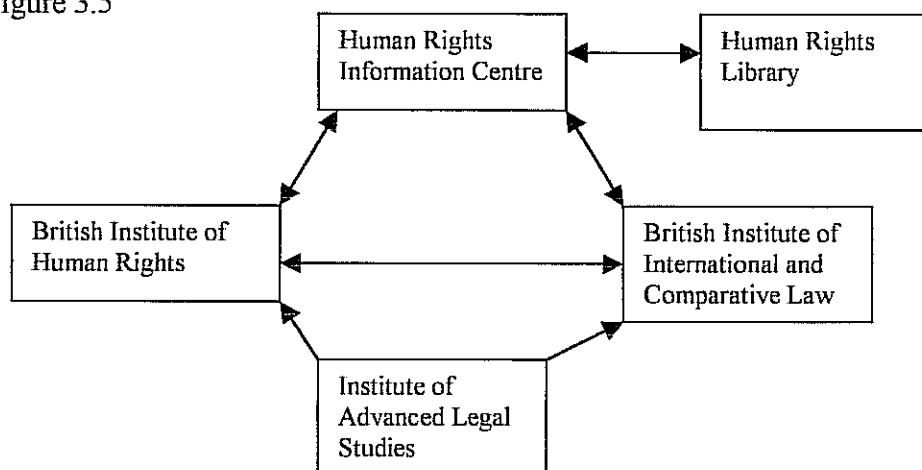 igure 3.5
Human Rights
Information Centre
Human Rights
Library
British Institute of
Human Rights
British Institute of
International and
Comparative Law
Institute of
Advanced Legal
Studies